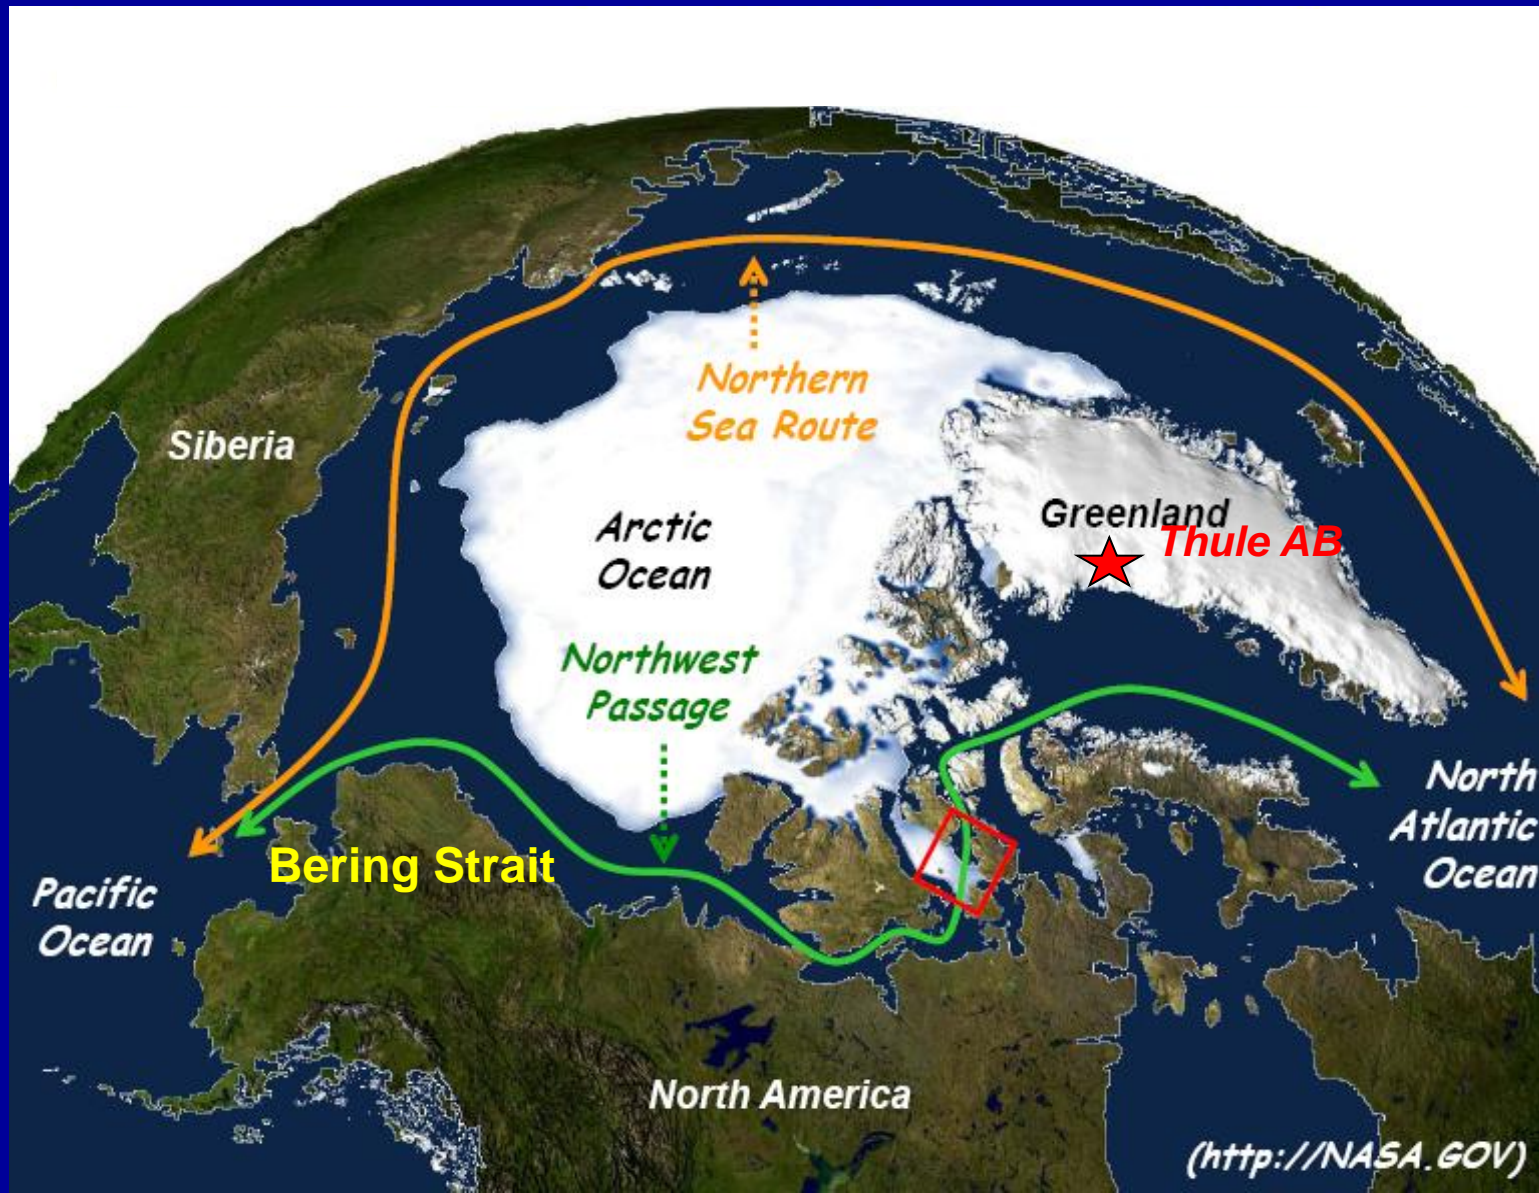 Northern
Sea Route
Siberia
Greenland
Thule AB
Arctic
Ocean
Northwest
Passage
North
Atlantic
Ocean
Bering Strait
Pacific
Ocean
North America
(http://NASA.GOV)